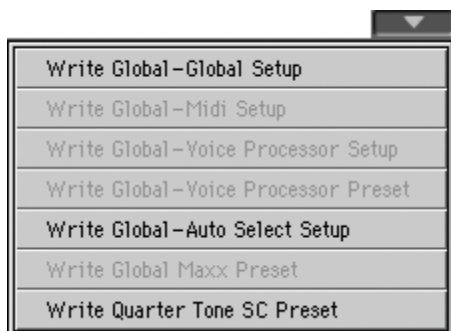 Write Global-Global Setup
Write Global-Midi Setup
Write Global-Voice Processor Setup
Write Global-Voice Processor Preset
Write Global-Auto Select Setup
Write Global Maxx Preset
Write Quarter Tone SC Preset